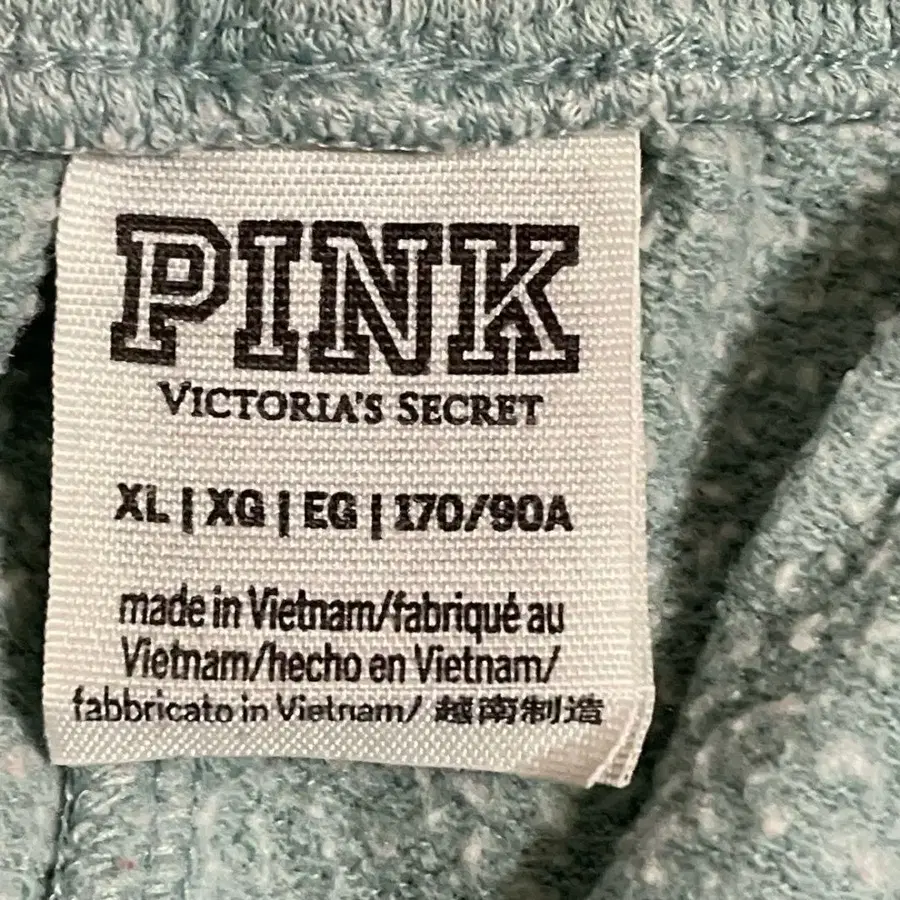 PINK
VICTORIA'S SECRET
XL | XG | EG | 170/90A
made in Vietnam/fabriqué au
Vietnam/hecho en Vietnam/
fabbricato in Vietnam/ 越南制造